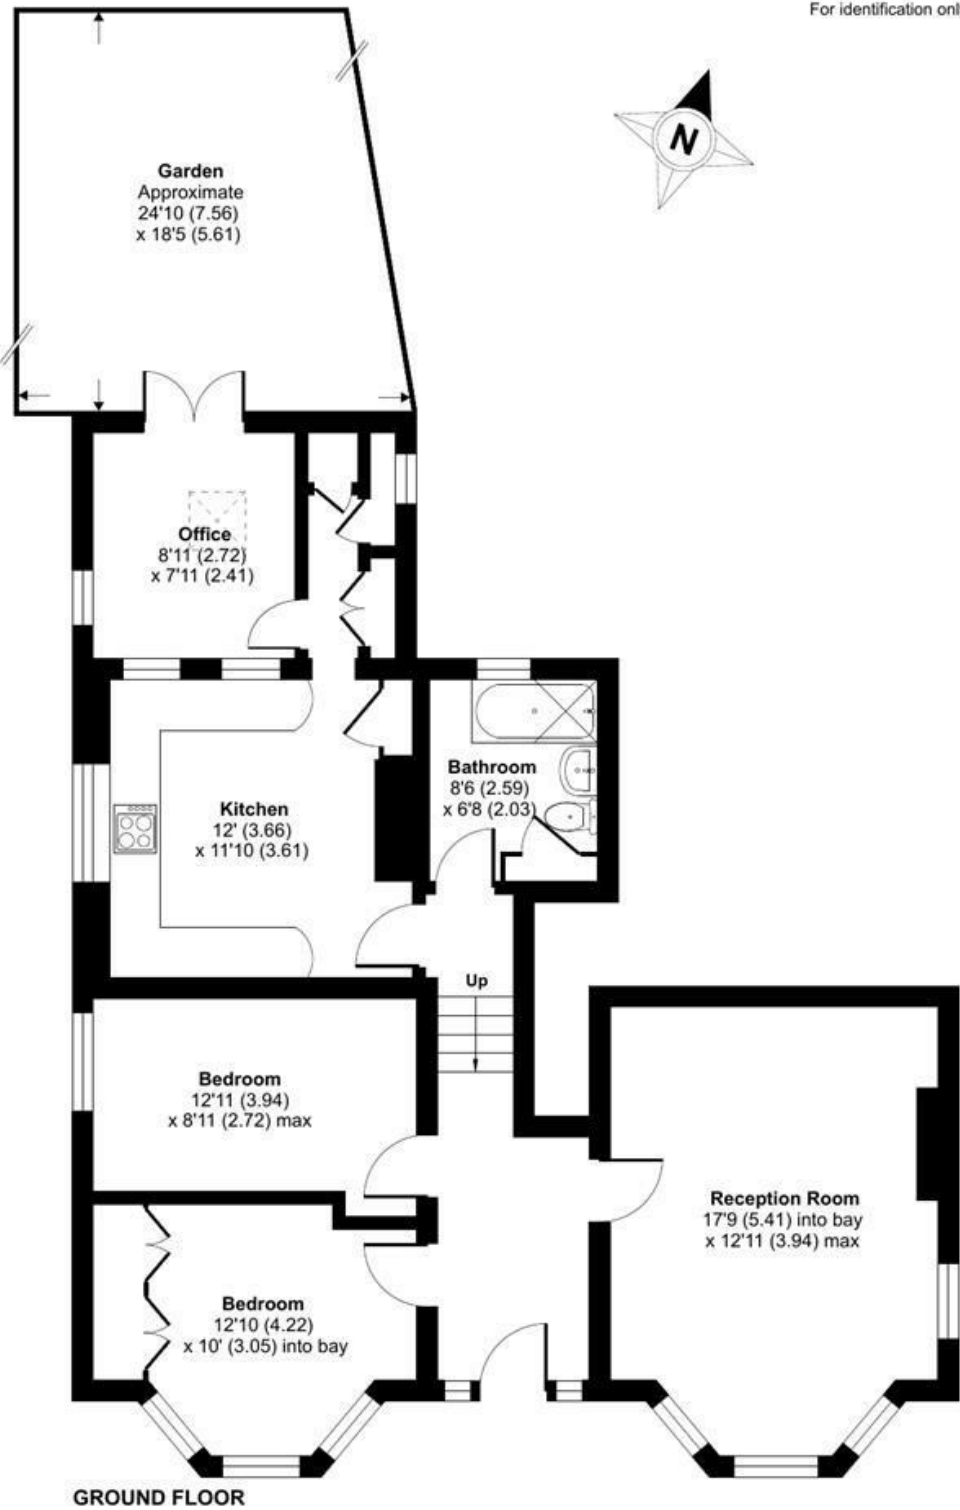 For identification onl
N
Garden
Approximate
24'10 (7.56)
x 18'5 (5.61)
Office
8'11 (2.72)
x 7'11 (2.41)
Bathroom
8'6 (2.59)
x 6'8 (2.03)
Kitchen
12' (3.66)
x 11'10 (3.61)
Up
Bedroom
12'11 (3.94)
x 8'11 (2.72) max
Reception Room
17'9 (5.41) into bay
x 12'11 (3.94) max
Bedroom
12'10 (4.22)
x 10' (3.05) into bay
GROUND FLOOR